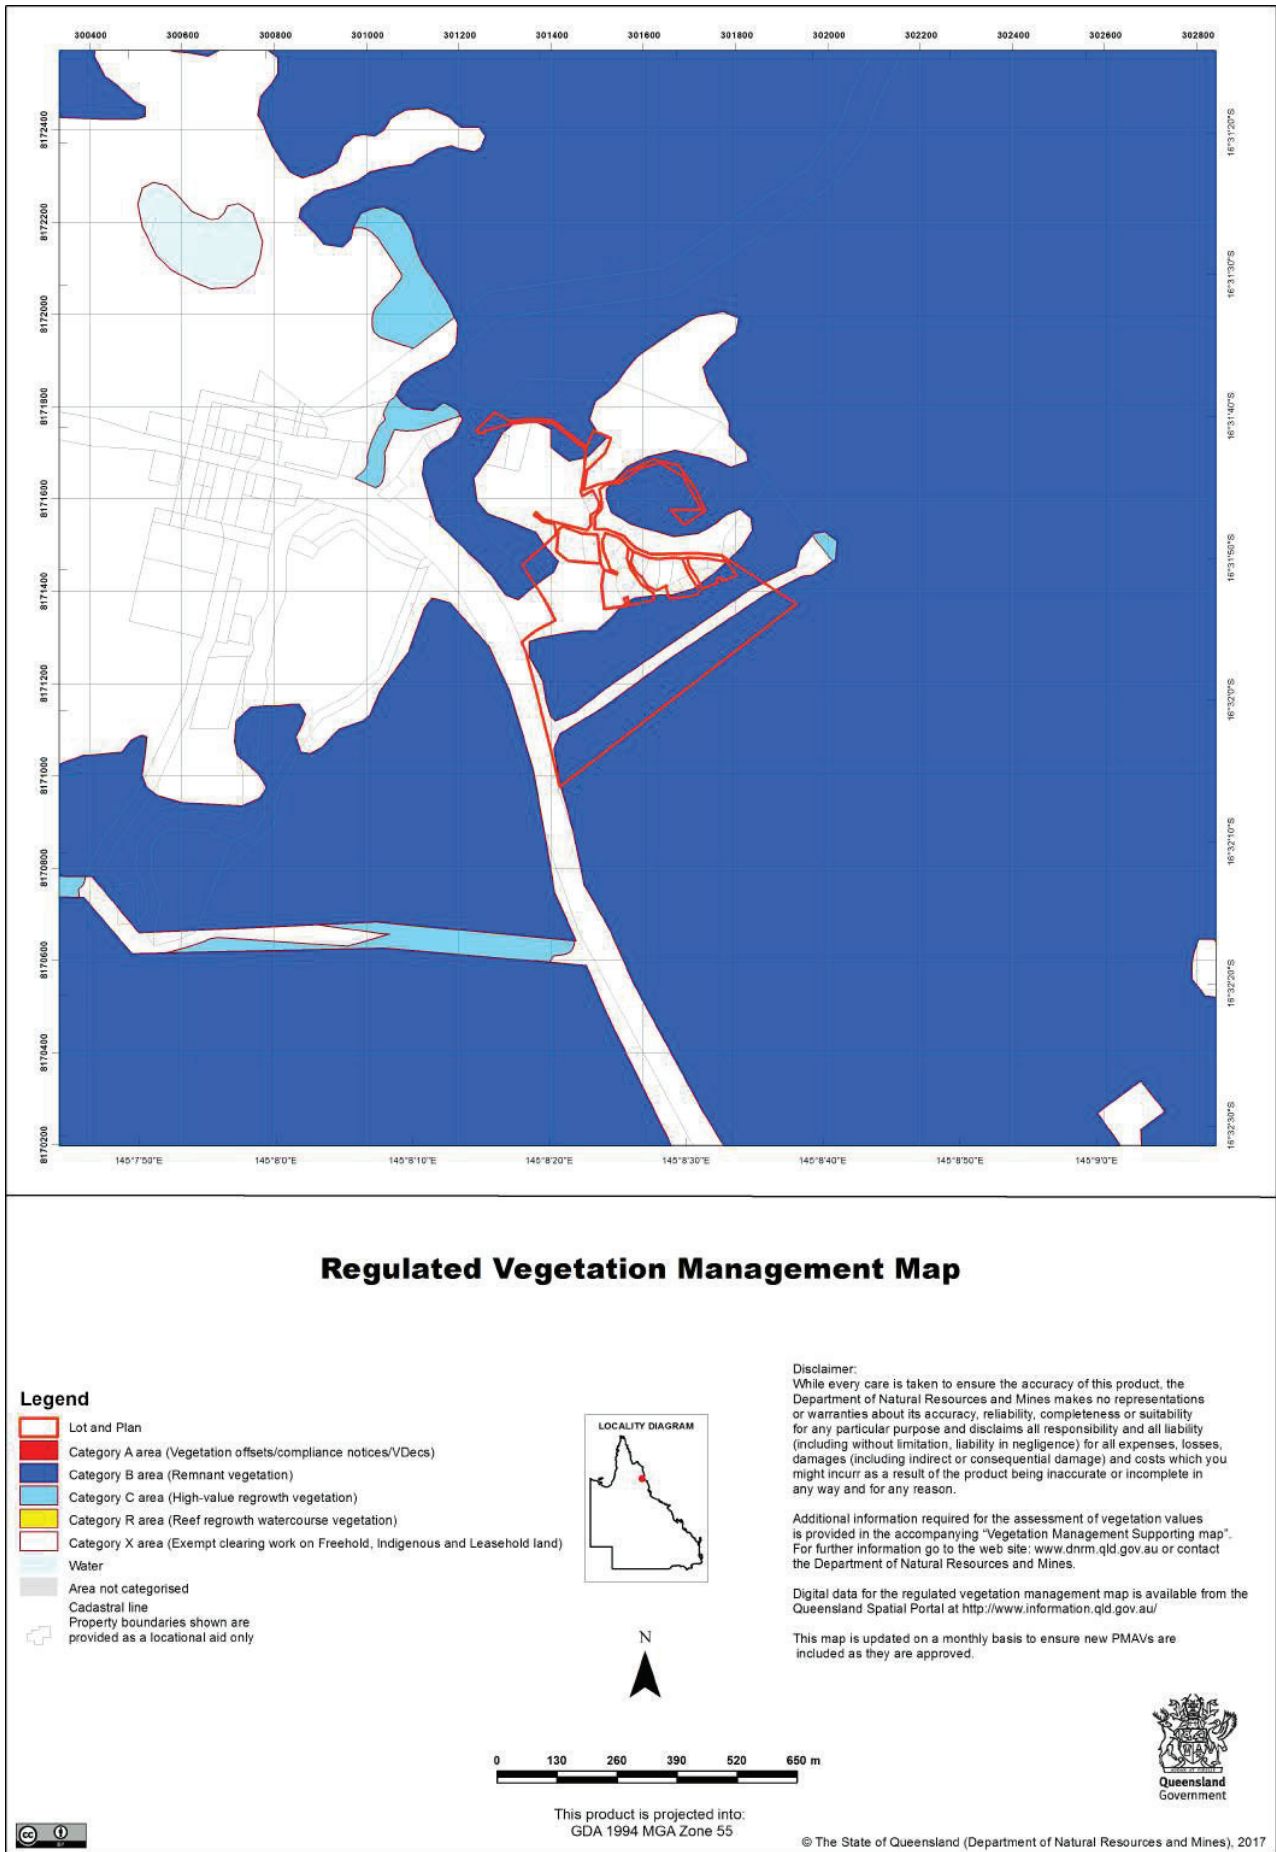 300400 300600 300800 301000 301200 301400 301600 301800 302000 302200 302400 302600 302800
8172400
8172200
8172000
8171800
8171600
8171400
8171200
8171000
8170800
8170600
8170400
8170200
16°31'20"S
16°31'30"S
16°31'40"S
16°31'50"S
16°32'0"S
16°32'10"S
16°32'20"S
16°32'30"S
145°7'50"E 145°8'0"E 145°8'10"E 145°8'20"E 145°8'30"E 145°8'40"E 145°8'50"E 145°9'0"E
Regulated Vegetation Management Map
Legend
Lot and Plan
Category A area (Vegetation offsets/compliance notices/VDecs)
Category B area (Remnant vegetation)
Category C area (High-value regrowth vegetation)
Category R area (Reef regrowth watercourse vegetation)
Category X area (Exempt clearing work on Freehold, Indigenous and Leasehold land)
Water
Area not categorised
Cadastral line
Property boundaries shown are
provided as a locational aid only
LOCALITY DIAGRAM
N
0 130 260 390 520 650 m
This product is projected into:
GDA 1994 MGA Zone 55
Disclaimer:
While every care is taken to ensure the accuracy of this product, the
Department of Natural Resources and Mines makes no representations
or warranties about its accuracy, reliability, completeness or suitability
for any particular purpose and disclaims all responsibility and all liability
(including without limitation, liability in negligence) for all expenses, losses,
damages (including indirect or consequential damage) and costs which you
might incurr as a result of the product being inaccurate or incomplete in
any way and for any reason.
Additional information required for the assessment of vegetation values
is provided in the accompanying "Vegetation Management Supporting map".
For further information go to the web site: www.dnrm.qld.gov.au or contact
the Department of Natural Resources and Mines.
Digital data for the regulated vegetation management map is available from the
Queensland Spatial Portal at http://www.information.qld.gov.au/
This map is updated on a monthly basis to ensure new PMAVs are
included as they are approved.
Queensland
Government
cc
BY
© The State of Queensland (Department of Natural Resources and Mines), 2017